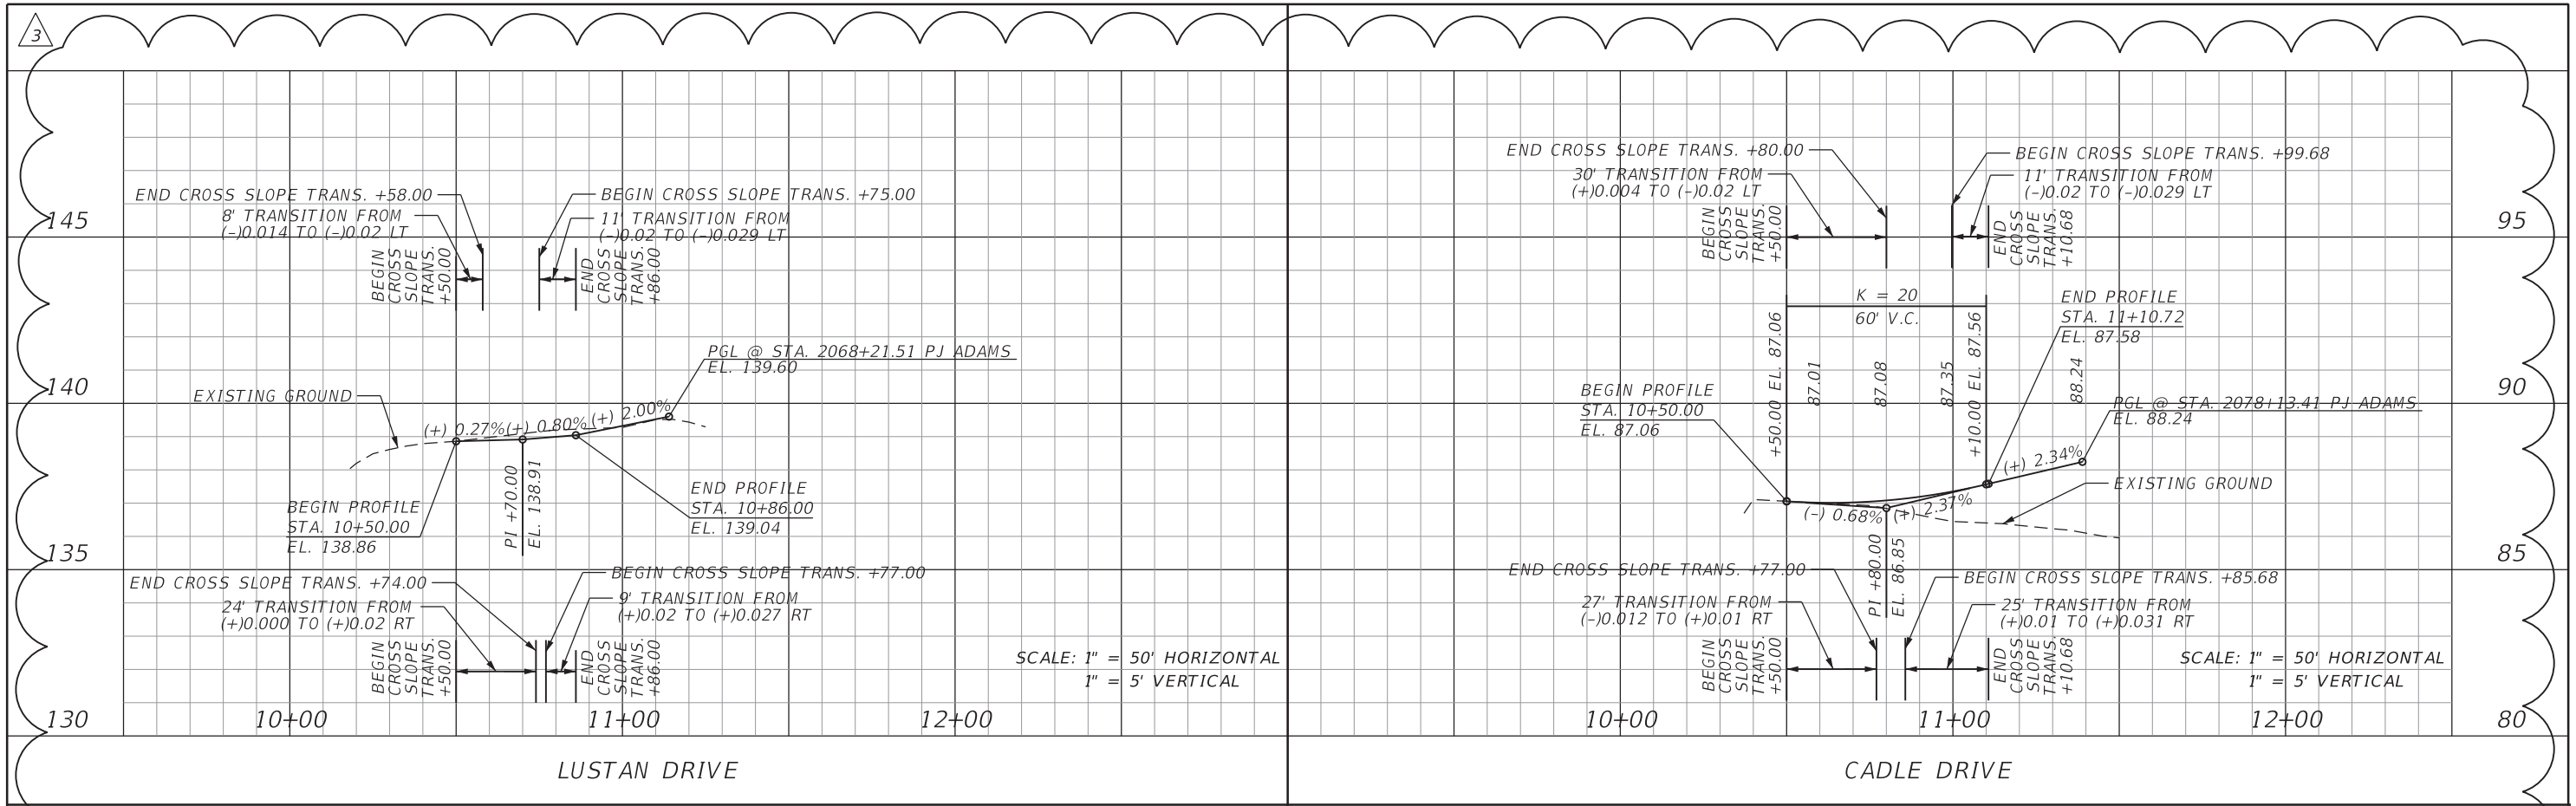 3
END CROSS SLOPE TRANS. +58.00
8' TRANSITION FROM
(-)0.014 TO (-)0.02 LT
BEGIN CROSS SLOPE TRANS. +75.00
11' TRANSITION FROM
(-)0.02 TO (-)0.029 LT
BEGIN
CROSS
SLOPE
TRANS.
+50.00
END
CROSS
SLOPE
TRANS.
+86.00
145
140
135
130
EXISTING GROUND
(+) 0.27%
(+) 0.80%
(+) 2.00%
PGL @ STA. 2068+21.51 PJ ADAMS
EL. 139.60
BEGIN PROFILE
STA. 10+50.00
EL. 138.86
PI +70.00
EL. 138.91
END PROFILE
STA. 10+86.00
EL. 139.04
END CROSS SLOPE TRANS. +74.00
24' TRANSITION FROM
(+)0.000 TO (+)0.02 RT
BEGIN CROSS SLOPE TRANS. +77.00
9' TRANSITION FROM
(+)0.02 TO (+)0.027 RT
BEGIN
CROSS
SLOPE
TRANS.
+50.00
END
CROSS
SLOPE
TRANS.
+86.00
SCALE: 1" = 50' HORIZONTAL
1" = 5' VERTICAL
10+00
11+00
12+00
LUSTAN DRIVE
END CROSS SLOPE TRANS. +80.00
30' TRANSITION FROM
(+)0.004 TO (-)0.02 LT
BEGIN CROSS SLOPE TRANS. +99.68
11' TRANSITION FROM
(-)0.02 TO (-)0.029 LT
BEGIN
CROSS
SLOPE
TRANS.
+50.00
END
CROSS
SLOPE
TRANS.
+10.68
95
90
85
80
K = 20
60' V.C.
+50.00 EL. 87.06
87.01
87.08
87.35
+10.00 EL. 87.56
88.24
END PROFILE
STA. 11+10.72
EL. 87.58
BEGIN PROFILE
STA. 10+50.00
EL. 87.06
PGL @ STA. 2078+13.41 PJ ADAMS
EL. 88.24
(-) 0.68%
(+) 2.37%
(+) 2.34%
EXISTING GROUND
PI +80.00
EL. 86.85
END CROSS SLOPE TRANS. +77.00
27' TRANSITION FROM
(-)0.012 TO (+)0.01 RT
BEGIN CROSS SLOPE TRANS. +85.68
25' TRANSITION FROM
(+)0.01 TO (+)0.031 RT
BEGIN
CROSS
SLOPE
TRANS.
+50.00
END
CROSS
SLOPE
TRANS.
+10.68
SCALE: 1" = 50' HORIZONTAL
1" = 5' VERTICAL
10+00
11+00
12+00
CADLE DRIVE